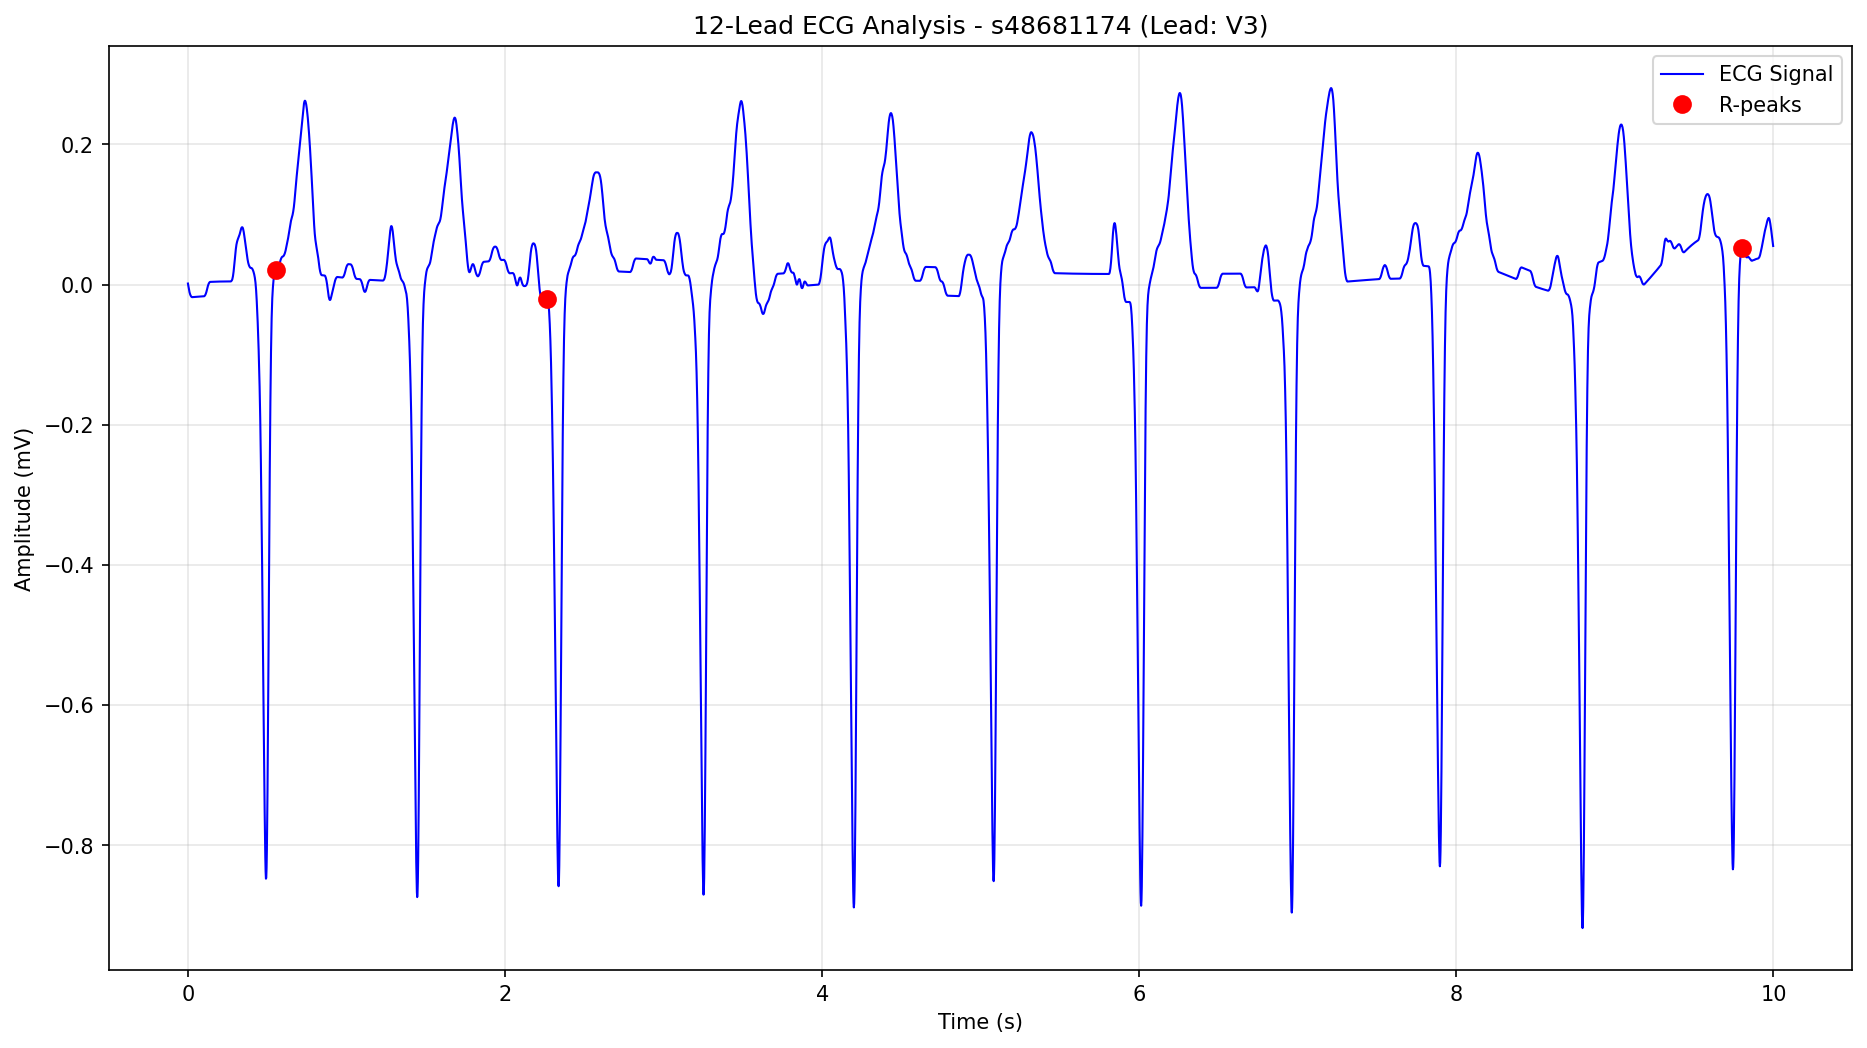 12-Lead ECG Analysis - s48681174 (Lead: V3)
ECG Signal
R-peaks
Amplitude (mV)
0.2
0.0
−0.2
−0.4
−0.6
−0.8
0 2 4 6 8 10
Time (s)